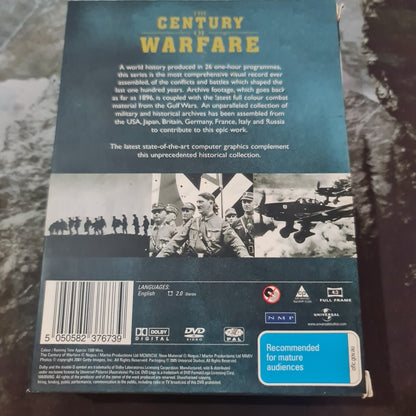 THE
CENTURY
OF
WARFARE
A world history produced in 26 one-hour programmes,
this series is the most comprehensive visual record ever
assembled, of the conflicts and battles which shaped the
last one hundred years. Archive footage, which goes back
as far as 1896, is coupled with the latest full colour combat
material from the Gulf War. An unparalleled collection of
military and historical archives has been assembled from
the USA, Japan, Britain, Germany, France, Italy and Russia
to contribute to this epic work.
The latest state-of-the-art computer graphics complement
this unprecedented historical collection.
5 050582 376739
LANGUAGES:
English 2.0 Stereo
DOLBY
DIGITAL
DVD
VIDEO
PAL
4:3
FULL FRAME
NMP
UNIVERSAL
Recommended for
mature
audiences